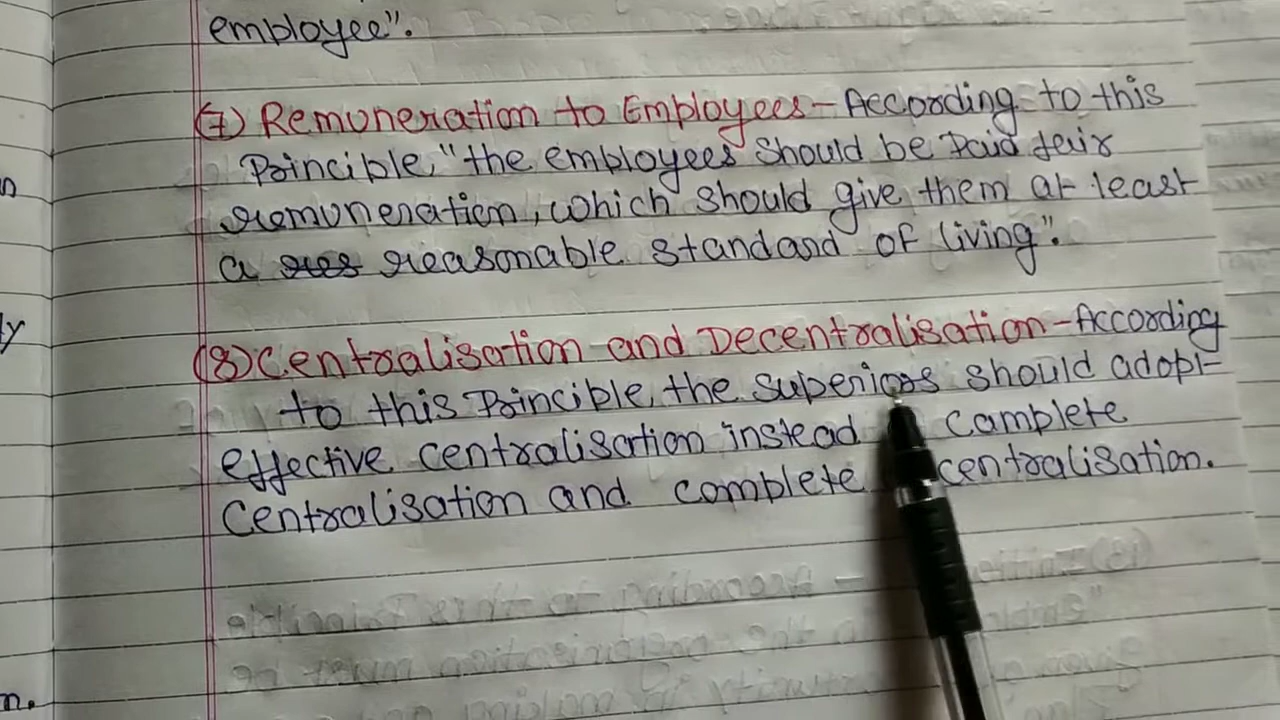 employee".
(7) Remuneration to Employees - According to this
Principle, "the employees should be Paid feir
remuneration, which should give them at least
a res reasonable standard of living".
(8) Centralisation and Decentralisation - According
to this Principle, the superiors should adopt
effective centralisation instead complete
Centralisation and complete centralisation.